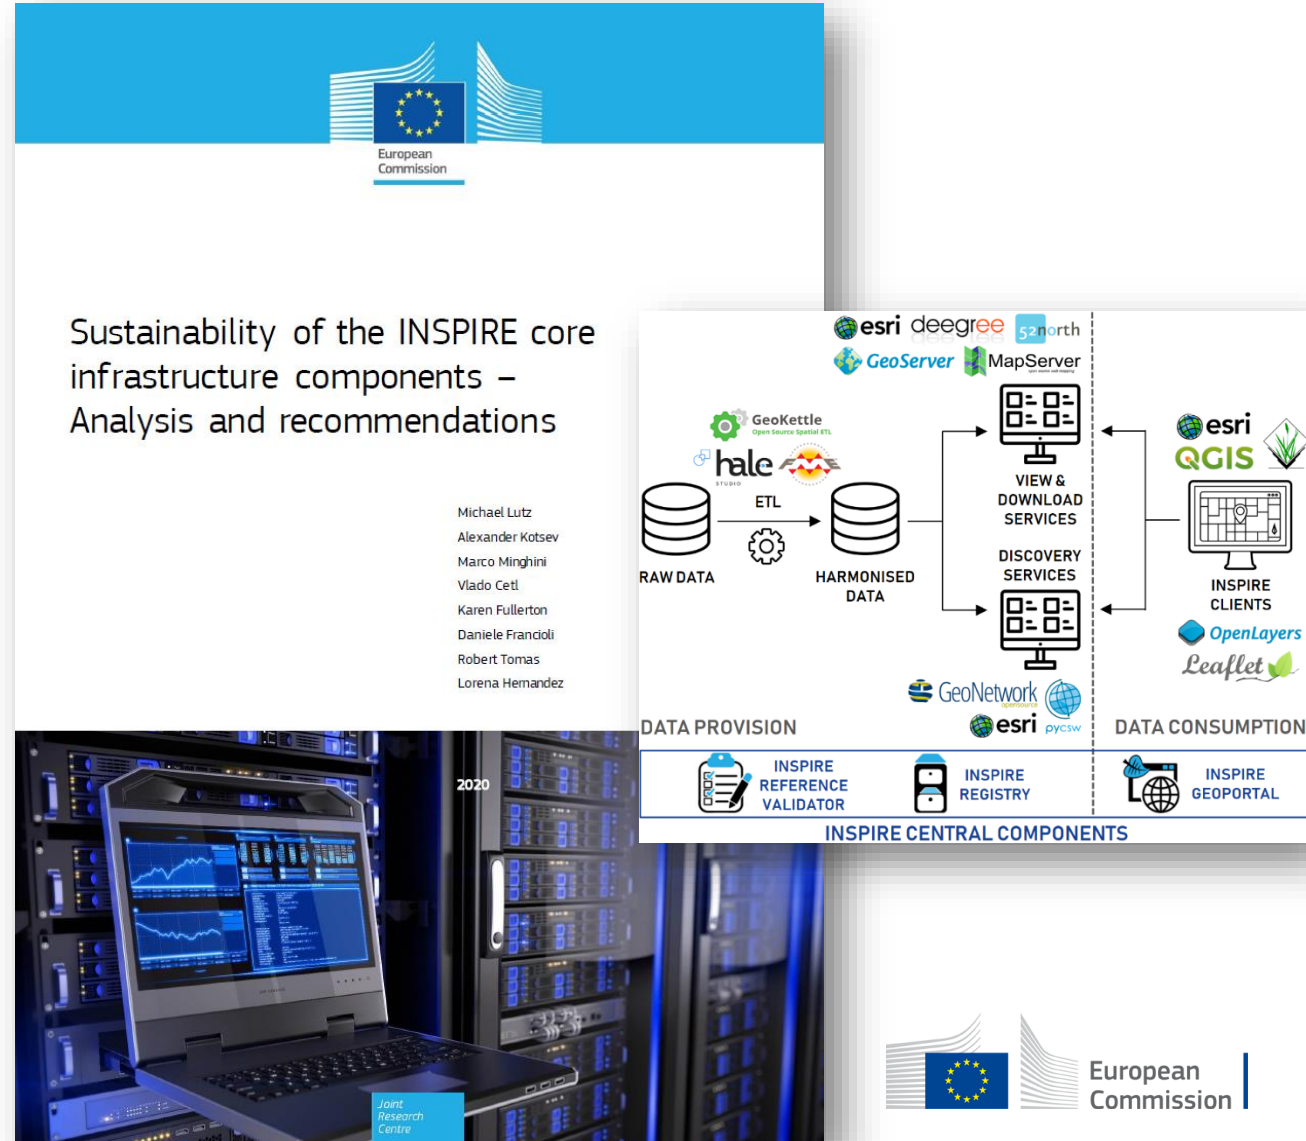 European
Commission
Sustainability of the INSPIRE core
infrastructure components –
Analysis and recommendations
Michael Lutz
Alexander Kotsev
Marco Minghini
Vlado Cetl
Karen Fullerton
Daniele Francioli
Robert Tomas
Lorena Hernandez
2020
Joint
Research
Centre
esri deegree 52north
GeoServer MapServer
GeoKettle
Open Source Spatial ETL
hale
STUDIO
FME
ETL
RAW DATA
HARMONISED
DATA
VIEW &
DOWNLOAD
SERVICES
DISCOVERY
SERVICES
GeoNetwork
opensource
esri pycsw
esri
QGIS
INSPIRE
CLIENTS
OpenLayers
Leaflet
DATA PROVISION
DATA CONSUMPTION
INSPIRE
REFERENCE
VALIDATOR
INSPIRE
REGISTRY
INSPIRE
GEOPORTAL
INSPIRE CENTRAL COMPONENTS
European
Commission